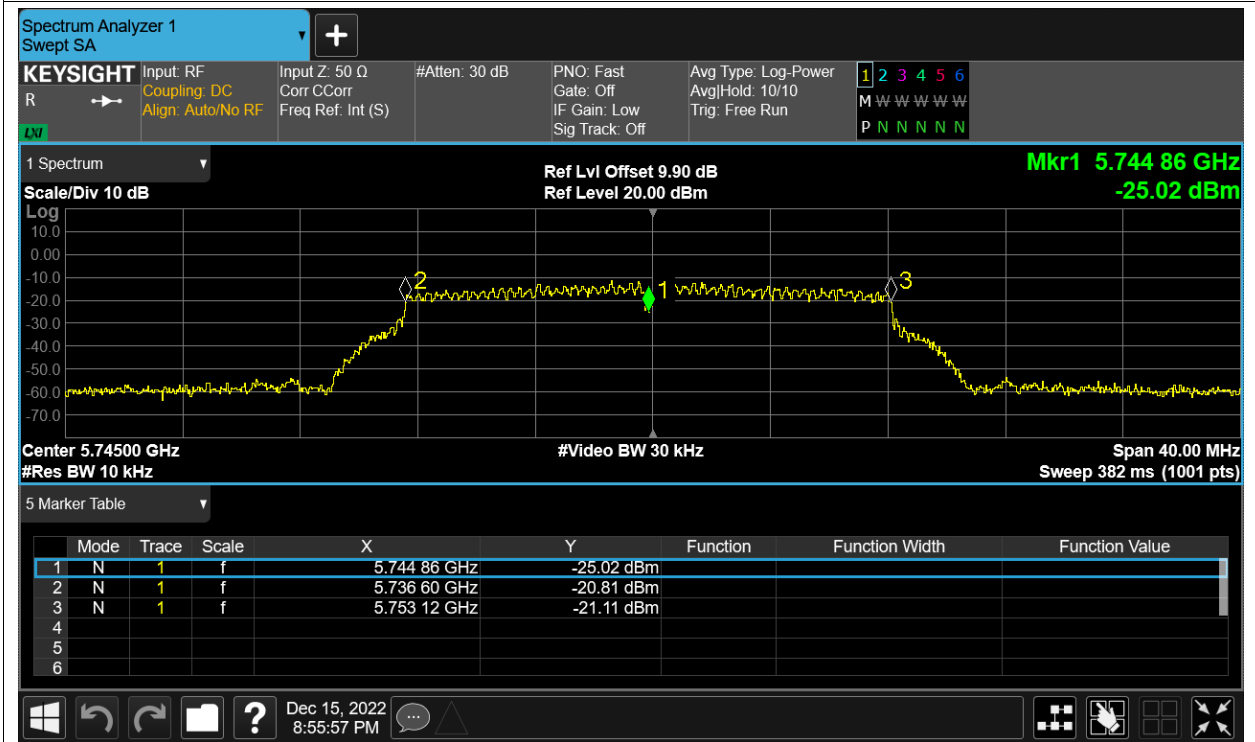 Spectrum Analyzer 1
Swept SA
+
KEYSIGHT
R
LXI
Input: RF
Coupling: DC
Align: Auto/No RF
Input Z: 50 Ω
Corr CCorr
Freq Ref: Int (S)
#Atten: 30 dB
PNO: Fast
Gate: Off
IF Gain: Low
Sig Track: Off
Avg Type: Log-Power
Avg|Hold: 10/10
Trig: Free Run
1 2 3 4 5 6
M W W W W W
P N N N N N
1 Spectrum
Scale/Div 10 dB
Ref Lvl Offset 9.90 dB
Ref Level 20.00 dBm
Mkr1 5.744 86 GHz
-25.02 dBm
Log
10.0
0.00
-10.0
-20.0
-30.0
-40.0
-50.0
-60.0
-70.0
2
1
3
Center 5.74500 GHz
#Video BW 30 kHz
Span 40.00 MHz
#Res BW 10 kHz
Sweep 382 ms (1001 pts)
5 Marker Table
Mode Trace Scale X Y Function Function Width Function Value
1 N 1 f 5.744 86 GHz -25.02 dBm
2 N 1 f 5.736 60 GHz -20.81 dBm
3 N 1 f 5.753 12 GHz -21.11 dBm
4
5
6
?
Dec 15, 2022
8:55:57 PM